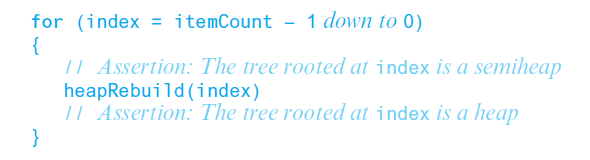 for (index = itemCount – 1 down to 0)
{
// Assertion: The tree rooted at index is a semiheap
heapRebuild(index)
// Assertion: The tree rooted at index is a heap
}